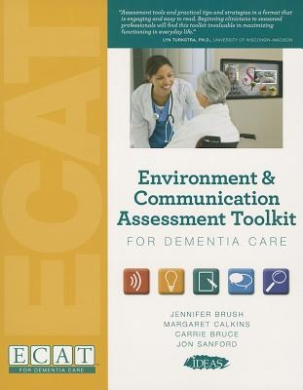 "Assessment tools and practical tips and strategies in a format that
is engaging and easy to read. Beginning clinicians to seasoned
professionals will find this toolkit invaluable in maximizing
functioning in everyday life."
LYN TURKSTRA, PH.D., UNIVERSITY OF WISCONSIN-MADISON
ECAT
Environment &
Communication
Assessment Toolkit
FOR DEMENTIA CARE
JENNIFER BRUSH
MARGARET CALKINS
CARRIE BRUCE
JON SANFORD
ECAT
FOR DEMENTIA CARE
IDEAS